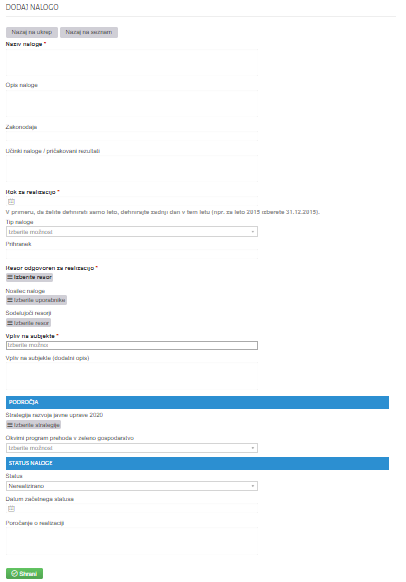 DODAJ NALOGO
Nazaj na ukrep Nazaj na seznam
Naziv naloge *
Opis naloge
Zakonodaja
Učinki naloge / pričakovani rezultati
Rok za realizacijo *
V primeru, da želite definirati samo leto, definirajte zadnji dan v tem letu (npr. za leto 2015 izberete 31.12.2015).
Tip naloge
Izberite možnost
Prihranek
Resor odgovoren za realizacijo *
Izberite resor
Nosilec naloge
Izberite uporabnike
Sodelujoči resorji
Izberite resor
Vpliv na subjekte *
Izberite možnos
Vpliv na subjekte (dodatni opis)
PODROČJA
Strategija razvoja javne uprave 2020
Izberite strategije
Okvirni program prehoda v zeleno gospodarstvo
Izberite možnost
STATUS NALOGE
Status
Nerealizirano
Datum začetnega statusa
Poročanje o realizaciji
Shrani